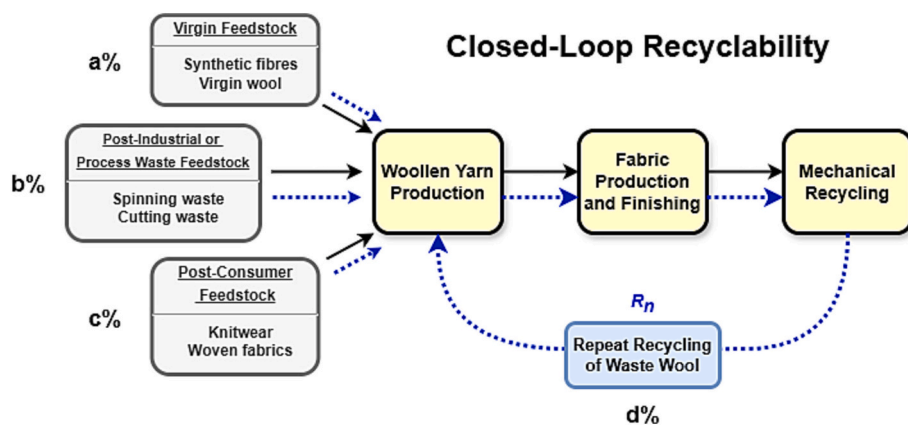 Closed-Loop Recyclability
a%
Virgin Feedstock
Synthetic fibres
Virgin wool
b%
Post-Industrial or
Process Waste Feedstock
Spinning waste
Cutting waste
c%
Post-Consumer
Feedstock
Knitwear
Woven fabrics
Woollen Yarn
Production
Fabric
Production
and Finishing
Mechanical
Recycling
Rn
Repeat Recycling
of Waste Wool
d%